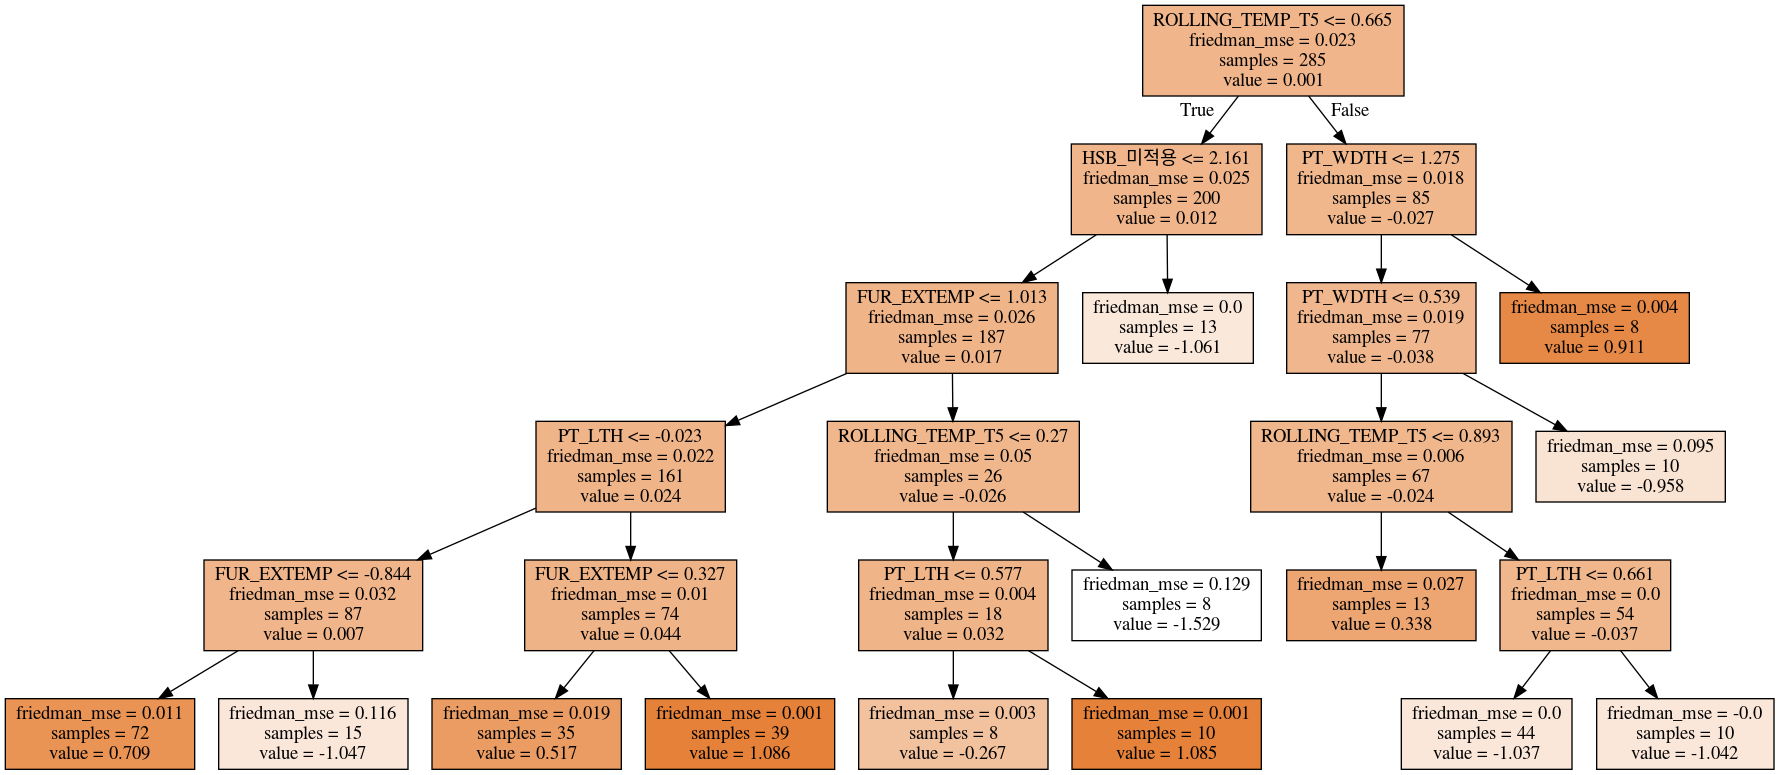 ROLLING_TEMP_T5 <= 0.665
friedman_mse = 0.023
samples = 285
value = 0.001
True
False
HSB_미적용 <= 2.161
friedman_mse = 0.025
samples = 200
value = 0.012
PT_WDTH <= 1.275
friedman_mse = 0.018
samples = 85
value = -0.027
FUR_EXTEMP <= 1.013
friedman_mse = 0.026
samples = 187
value = 0.017
friedman_mse = 0.0
samples = 13
value = -1.061
PT_WDTH <= 0.539
friedman_mse = 0.019
samples = 77
value = -0.038
friedman_mse = 0.004
samples = 8
value = 0.911
PT_LTH <= -0.023
friedman_mse = 0.022
samples = 161
value = 0.024
ROLLING_TEMP_T5 <= 0.27
friedman_mse = 0.05
samples = 26
value = -0.026
ROLLING_TEMP_T5 <= 0.893
friedman_mse = 0.006
samples = 67
value = -0.024
friedman_mse = 0.095
samples = 10
value = -0.958
FUR_EXTEMP <= -0.844
friedman_mse = 0.032
samples = 87
value = 0.007
FUR_EXTEMP <= 0.327
friedman_mse = 0.01
samples = 74
value = 0.044
PT_LTH <= 0.577
friedman_mse = 0.004
samples = 18
value = 0.032
friedman_mse = 0.129
samples = 8
value = -1.529
friedman_mse = 0.027
samples = 13
value = 0.338
PT_LTH <= 0.661
friedman_mse = 0.0
samples = 54
value = -0.037
friedman_mse = 0.011
samples = 72
value = 0.709
friedman_mse = 0.116
samples = 15
value = -1.047
friedman_mse = 0.019
samples = 35
value = 0.517
friedman_mse = 0.001
samples = 39
value = 1.086
friedman_mse = 0.003
samples = 8
value = -0.267
friedman_mse = 0.001
samples = 10
value = 1.085
friedman_mse = 0.0
samples = 44
value = -1.037
friedman_mse = -0.0
samples = 10
value = -1.042